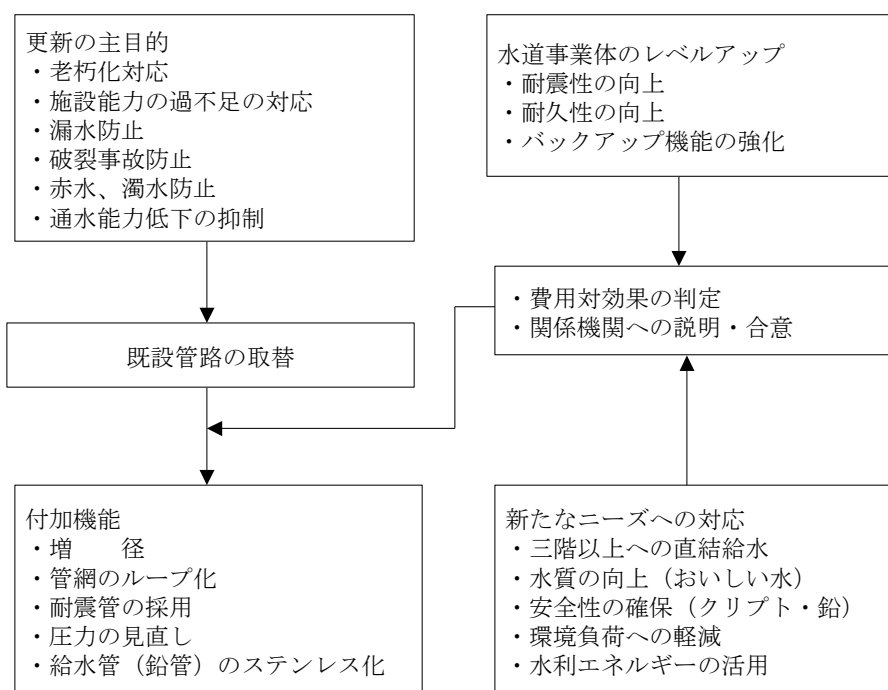 更新の主目的
・老朽化対応
・施設能力の過不足の対応
・漏水防止
・破裂事故防止
・赤水、濁水防止
・通水能力低下の抑制
水道事業体のレベルアップ
・耐震性の向上
・耐久性の向上
・バックアップ機能の強化
・費用対効果の判定
・関係機関への説明・合意
既設管路の取替
付加機能
・増　　径
・管網のループ化
・耐震管の採用
・圧力の見直し
・給水管（鉛管）のステンレス化
新たなニーズへの対応
・三階以上への直結給水
・水質の向上（おいしい水）
・安全性の確保（クリプト・鉛）
・環境負荷への軽減
・水利エネルギーの活用